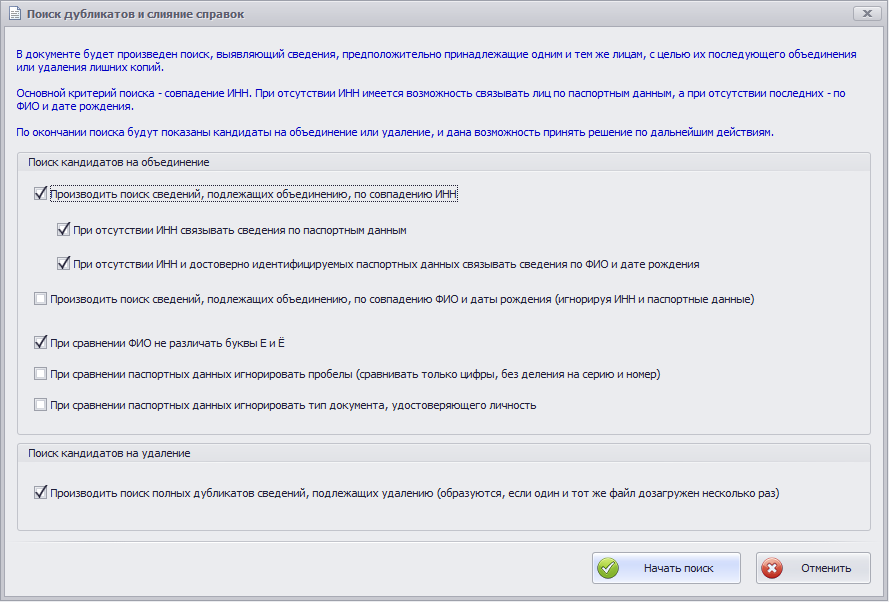 Поиск дубликатов и слияние справок
В документе будет произведен поиск, выявляющий сведения, предположительно принадлежащие одним и тем же лицам, с целью их последующего объединения
или удаления лишних копий.
Основной критерий поиска - совпадение ИНН. При отсутствии ИНН имеется возможность связывать лиц по паспортным данным, а при отсутствии последних - по
ФИО и дате рождения.
По окончании поиска будут показаны кандидаты на объединение или удаление, и дана возможность принять решение по дальнейшим действиям.
Поиск кандидатов на объединение
Производить поиск сведений, подлежащих объединению, по совпадению ИНН
При отсутствии ИНН связывать сведения по паспортным данным
При отсутствии ИНН и достоверно идентифицируемых паспортных данных связывать сведения по ФИО и дате рождения
Производить поиск сведений, подлежащих объединению, по совпадению ФИО и даты рождения (игнорируя ИНН и паспортные данные)
При сравнении ФИО не различать буквы Е и Ё
При сравнении паспортных данных игнорировать пробелы (сравнивать только цифры, без деления на серию и номер)
При сравнении паспортных данных игнорировать тип документа, удостоверяющего личность
Поиск кандидатов на удаление
Производить поиск полных дубликатов сведений, подлежащих удалению (образуются, если один и тот же файл дозагружен несколько раз)
Начать поиск
Отменить